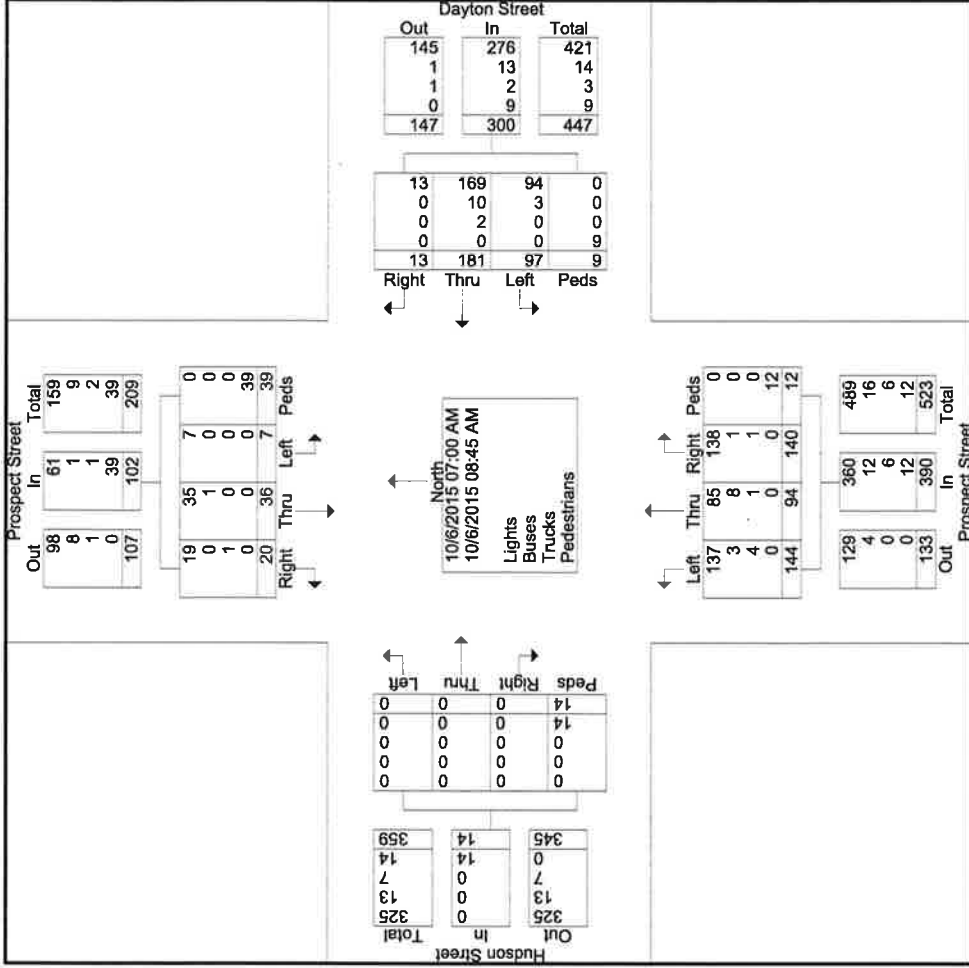 Dayton Street
Out In Total
145 276 421
1 13 14
1 2 3
0 9 9
147 300 447
13 169 94 0
0 10 3 0
0 2 0 0
0 0 0 9
13 181 97 9
Right Thru Left Peds
Prospect Street
Out In Total
98 61 159
8 9 1
1 1 2
0 39 39
107 102 209
19 35 7 0
0 1 0 0
1 0 0 0
0 0 0 39
20 36 7 39
Right Thru Left Peds
North
10/6/2015 07:00 AM
10/6/2015 08:45 AM
Lights
Buses
Trucks
Pedestrians
Left Thru Right Peds
137 85 138 0
3 8 1 0
4 1 1 0
0 0 0 12
144 94 140 12
129 360 489
4 12 16
0 6 6
0 12 12
133 390 523
Out In Total
Prospect Street
Left Thru Right Peds
0 0 0 14
0 0 0 14
0 0 0 0
0 0 0 0
0 0 0 0
359 14 345
14 14 0
7 0 7
13 0 13
325 0 325
Total In Out
Hudson Street